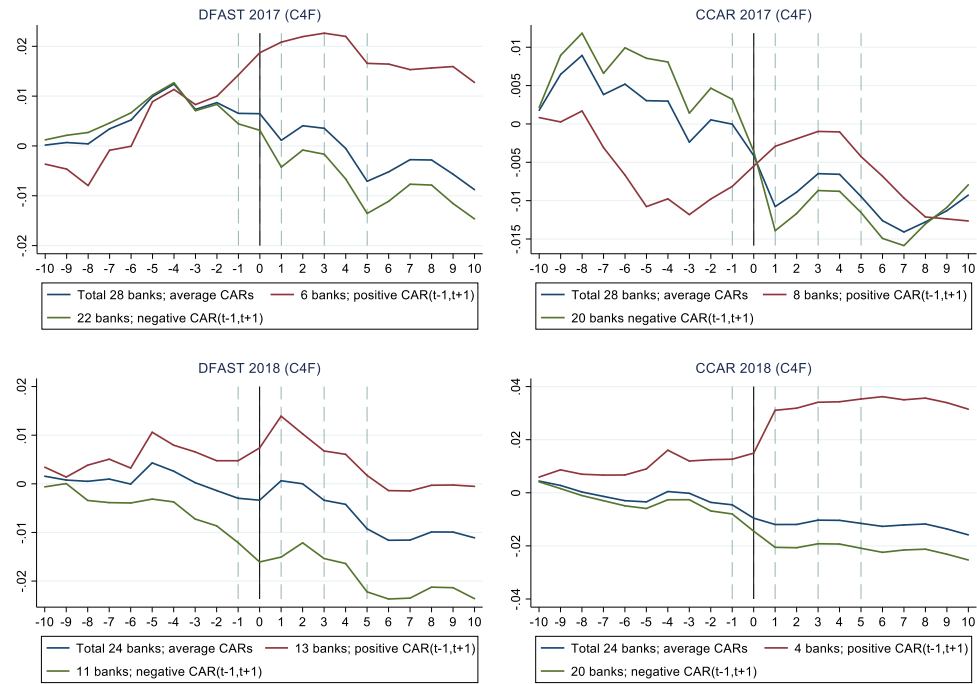 DFAST 2017 (C4F)
.02
.01
0
-.01
-.02
-10 -9 -8 -7 -6 -5 -4 -3 -2 -1 0 1 2 3 4 5 6 7 8 9 10
Total 28 banks; average CARs 6 banks; positive CAR(t-1,t+1)
22 banks; negative CAR(t-1,t+1)
CCAR 2017 (C4F)
.01
.005
0
-.005
-.01
-.015
-10 -9 -8 -7 -6 -5 -4 -3 -2 -1 0 1 2 3 4 5 6 7 8 9 10
Total 28 banks; average CARs 8 banks; positive CAR(t-1,t+1)
20 banks negative CAR(t-1,t+1)
DFAST 2018 (C4F)
.02
.01
0
-.01
-.02
-10 -9 -8 -7 -6 -5 -4 -3 -2 -1 0 1 2 3 4 5 6 7 8 9 10
Total 24 banks; average CARs 13 banks; positive CAR(t-1,t+1)
11 banks; negative CAR(t-1,t+1)
CCAR 2018 (C4F)
.04
.02
0
-.02
-.04
-10 -9 -8 -7 -6 -5 -4 -3 -2 -1 0 1 2 3 4 5 6 7 8 9 10
Total 24 banks; average CARs 4 banks; positive CAR(t-1,t+1)
20 banks; negative CAR(t-1,t+1)